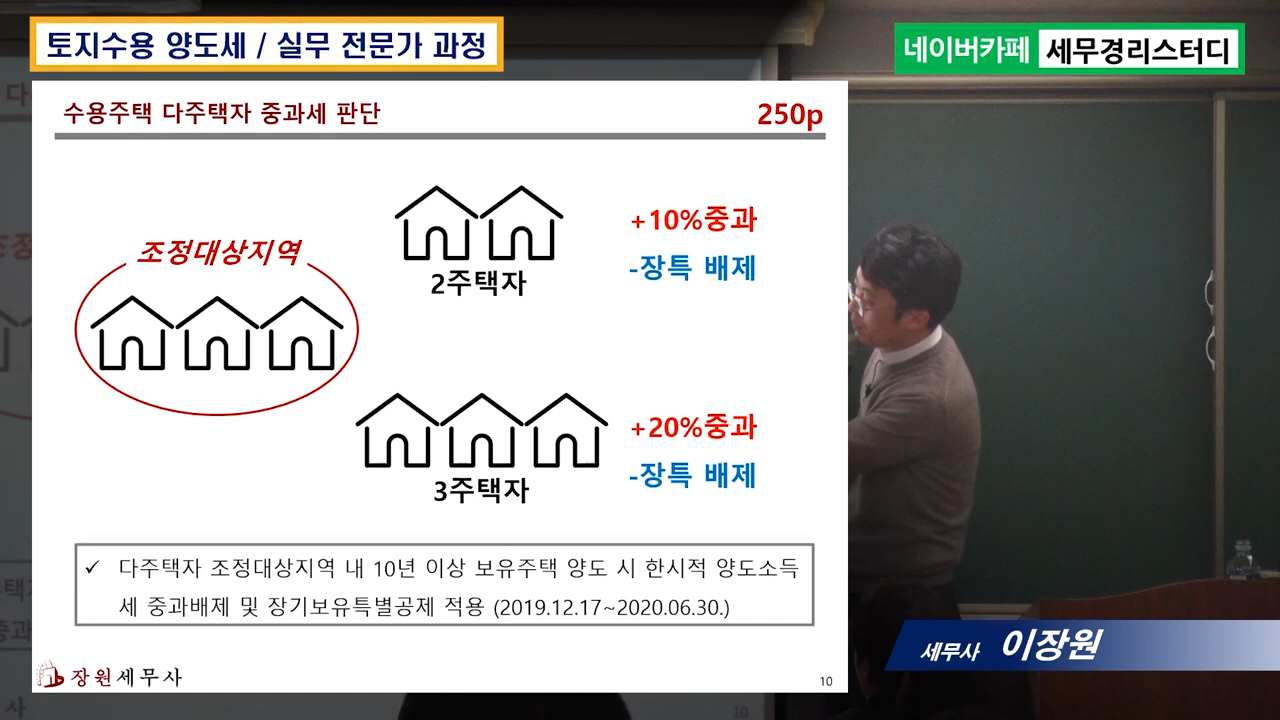 토지수용 양도세 / 실무 전문가 과정
네이버카페 세무경리스터디
수용주택 다주택자 중과세 판단
250p
조정대상지역
2주택자
+10%중과
-장특 배제
3주택자
+20%중과
-장특 배제
✓ 다주택자 조정대상지역 내 10년 이상 보유주택 양도 시 한시적 양도소득
세 중과배제 및 장기보유특별공제 적용 (2019.12.17~2020.06.30.)
장원세무사
10
세무사 이장원